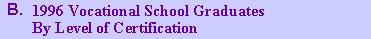 B. 1996 Vocational School Graduates
By Level of Certification